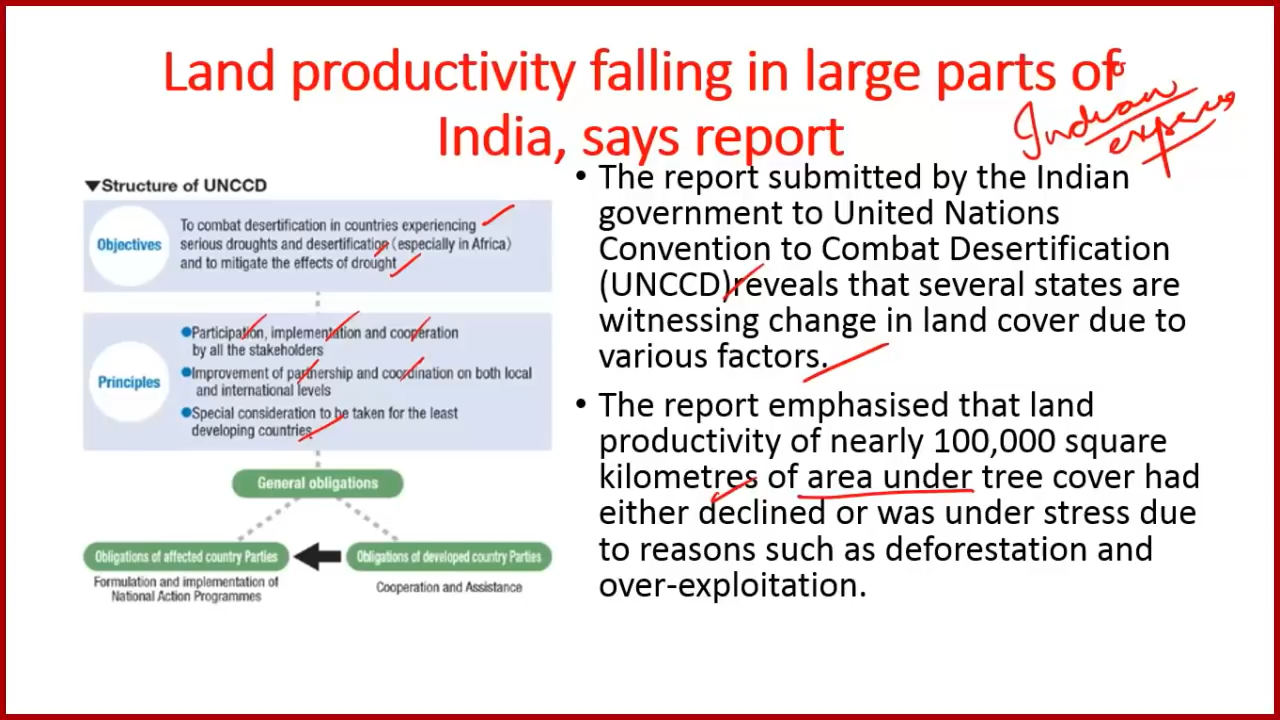 Land productivity falling in large parts of
India, says report
Indian
express
▼Structure of UNCCD
Objectives
To combat desertification in countries experiencing
serious droughts and desertification (especially in Africa)
and to mitigate the effects of drought
Principles
●Participation, implementation and cooperation
by all the stakeholders
●Improvement of partnership and coordination on both local
and international levels
●Special consideration to be taken for the least
developing countries
General obligations
Obligations of affected country Parties
Obligations of developed country Parties
Formulation and implementation of
National Action Programmes
Cooperation and Assistance
• The report submitted by the Indian
government to United Nations
Convention to Combat Desertification
(UNCCD)reveals that several states are
witnessing change in land cover due to
various factors.
• The report emphasised that land
productivity of nearly 100,000 square
kilometres of area under tree cover had
either declined or was under stress due
to reasons such as deforestation and
over-exploitation.